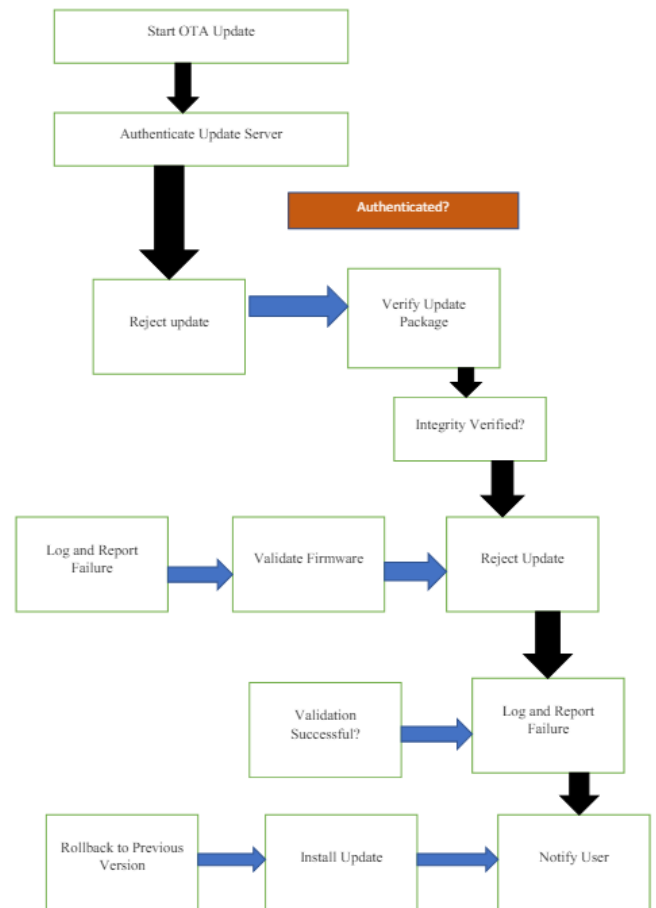 Start OTA Update
Authenticate Update Server
Authenticated?
Reject update
Verify Update
Package
Integrity Verified?
Log and Report
Failure
Validate Firmware
Reject Update
Validation
Successful?
Log and Report
Failure
Rollback to Previous
Version
Install Update
Notify User